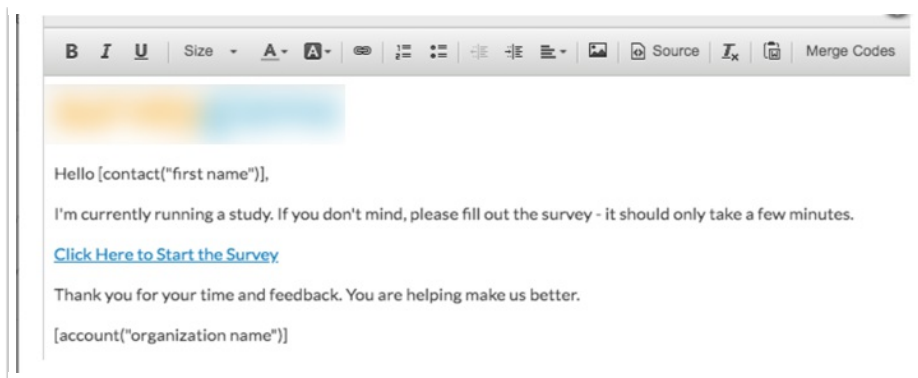 B I U Size A A Source Ix Merge Codes
Hello [contact("first name")],
I'm currently running a study. If you don't mind, please fill out the survey - it should only take a few minutes.
Click Here to Start the Survey
Thank you for your time and feedback. You are helping make us better.
[account("organization name")]